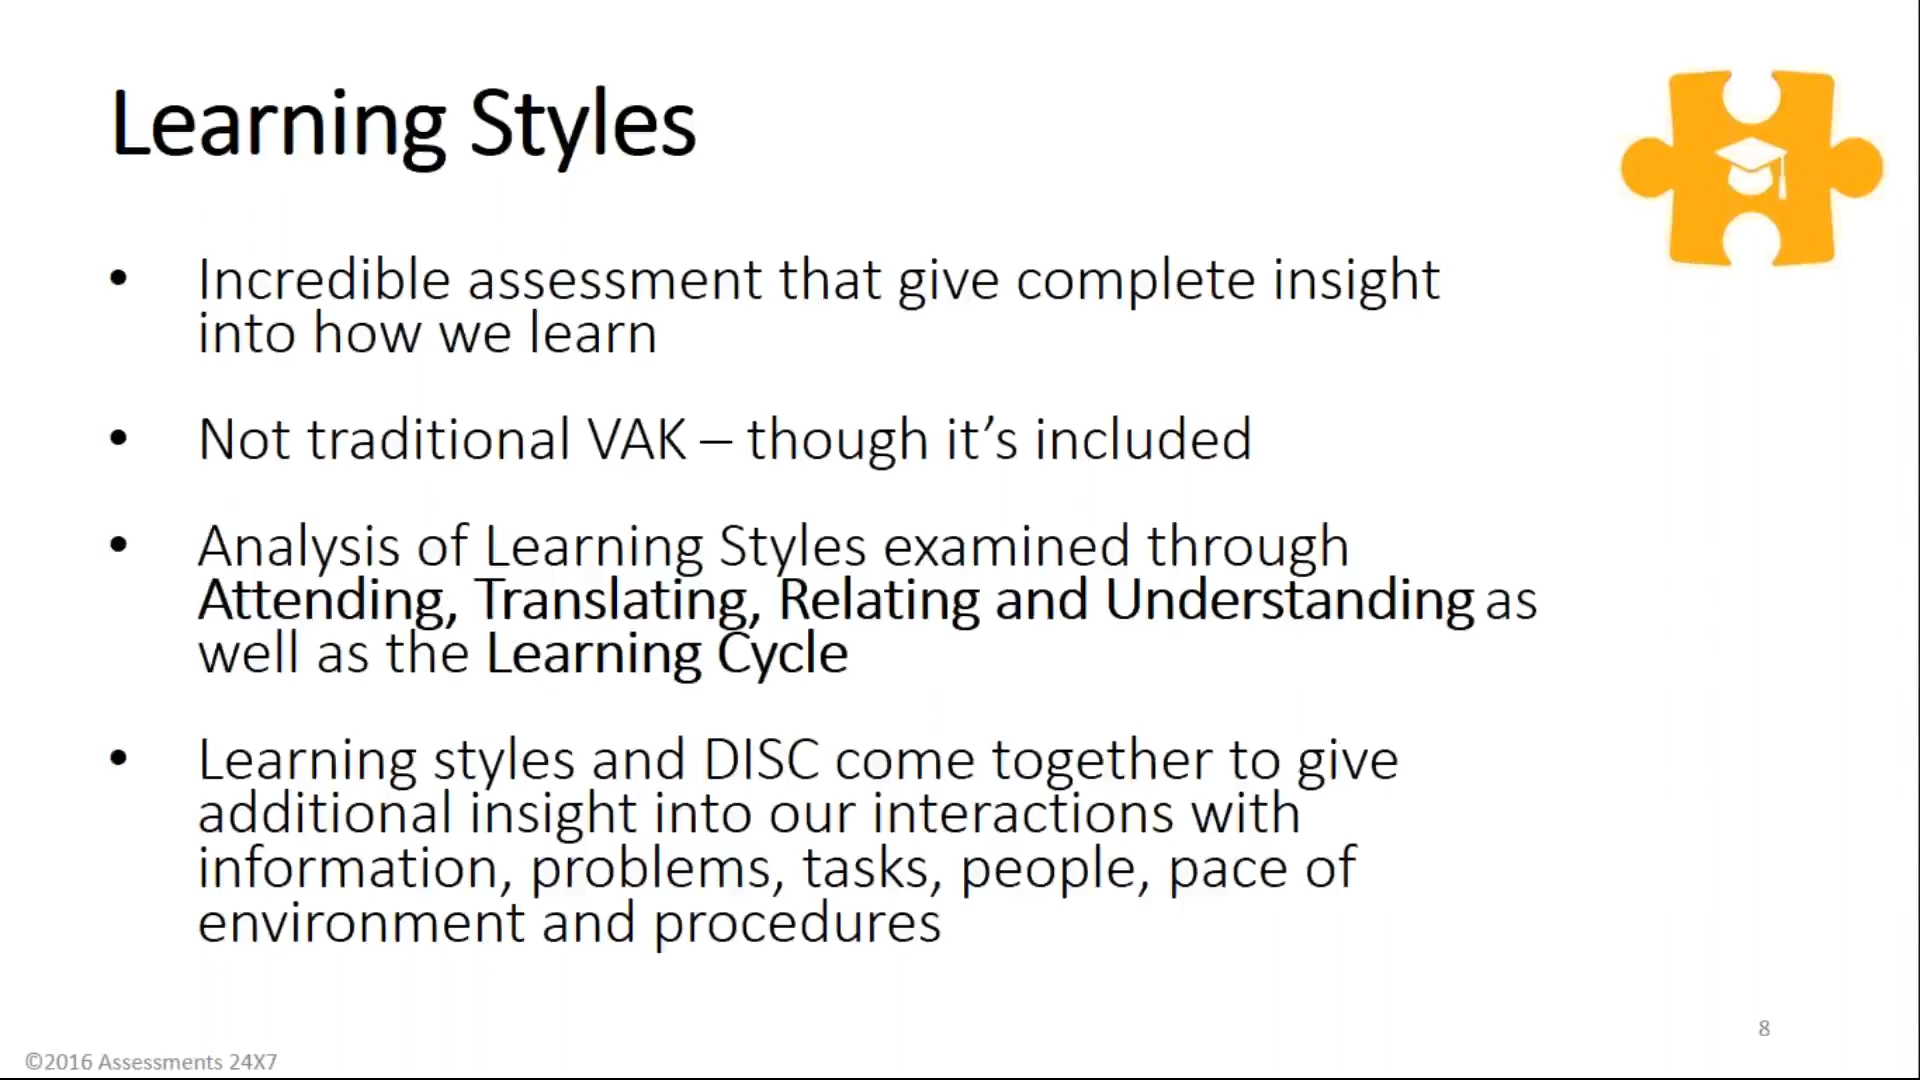 Learning Styles
• Incredible assessment that give complete insight
into how we learn
• Not traditional VAK – though it’s included
• Analysis of Learning Styles examined through
Attending, Translating, Relating and Understanding as
well as the Learning Cycle
• Learning styles and DISC come together to give
additional insight into our interactions with
information, problems, tasks, people, pace of
environment and procedures
8
©2016 Assessments 24X7